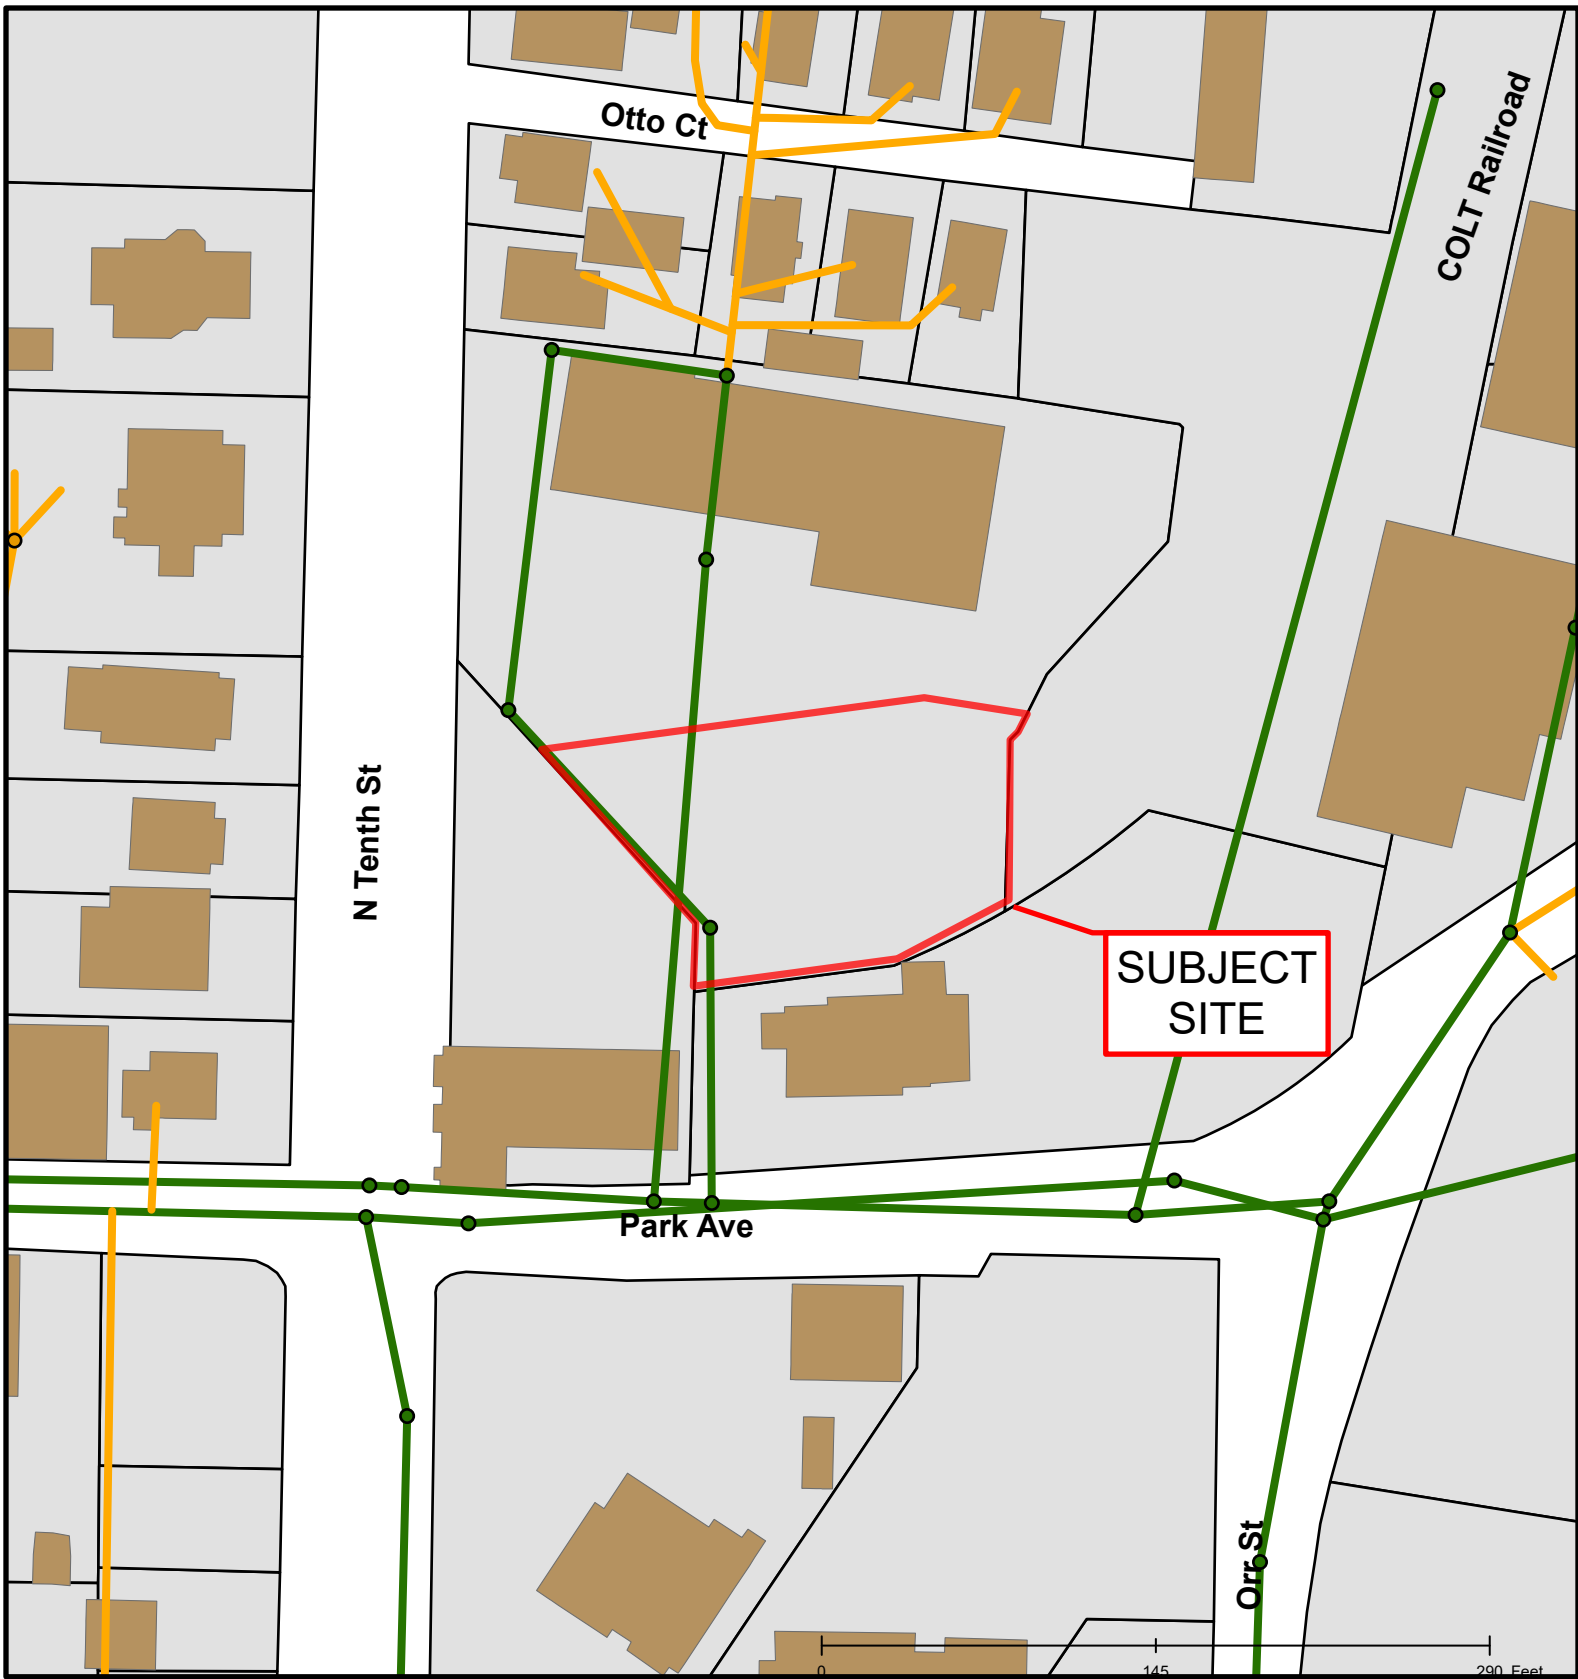 Otto Ct
COLT Railroad
N Tenth St
SUBJECT
SITE
Park Ave
Orr St
0 145 290 Feet